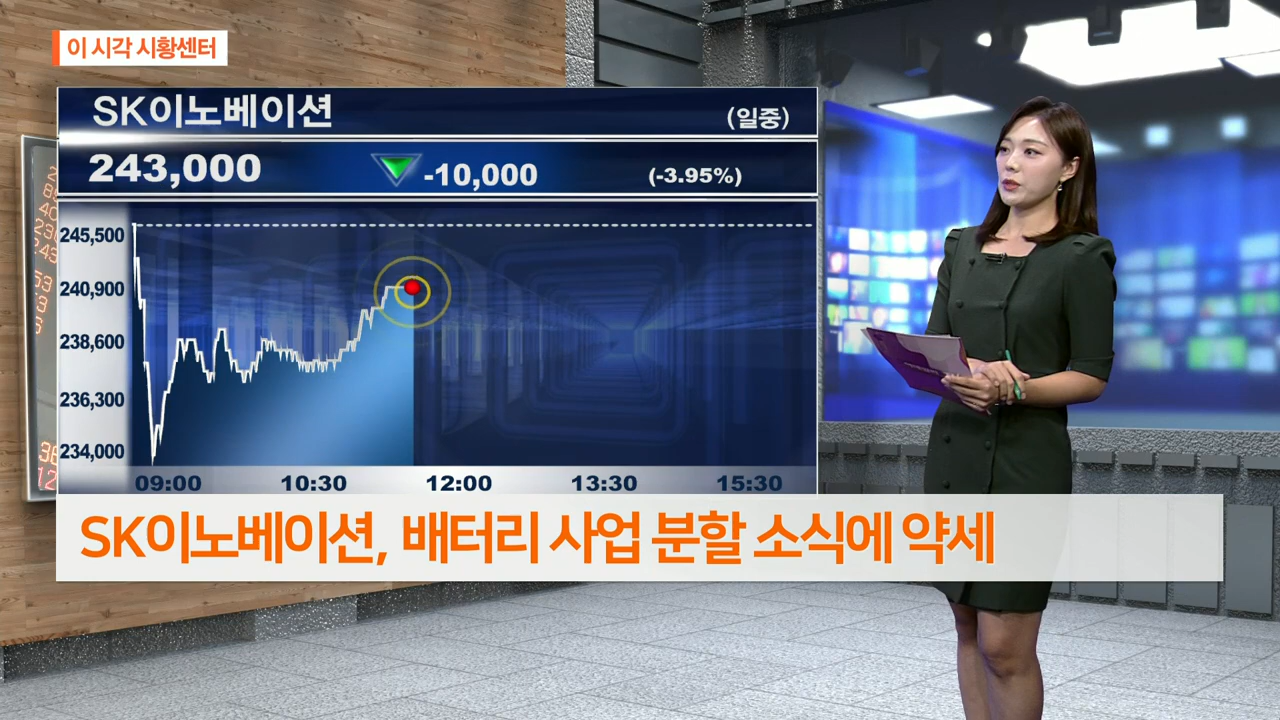 이 시각 시황센터
SK이노베이션
(일중)
243,000 -10,000 (-3.95%)
245,500
240,900
238,600
236,300
234,000
09:00 10:30 12:00 13:30 15:30
SK이노베이션, 배터리 사업 분할 소식에 약세